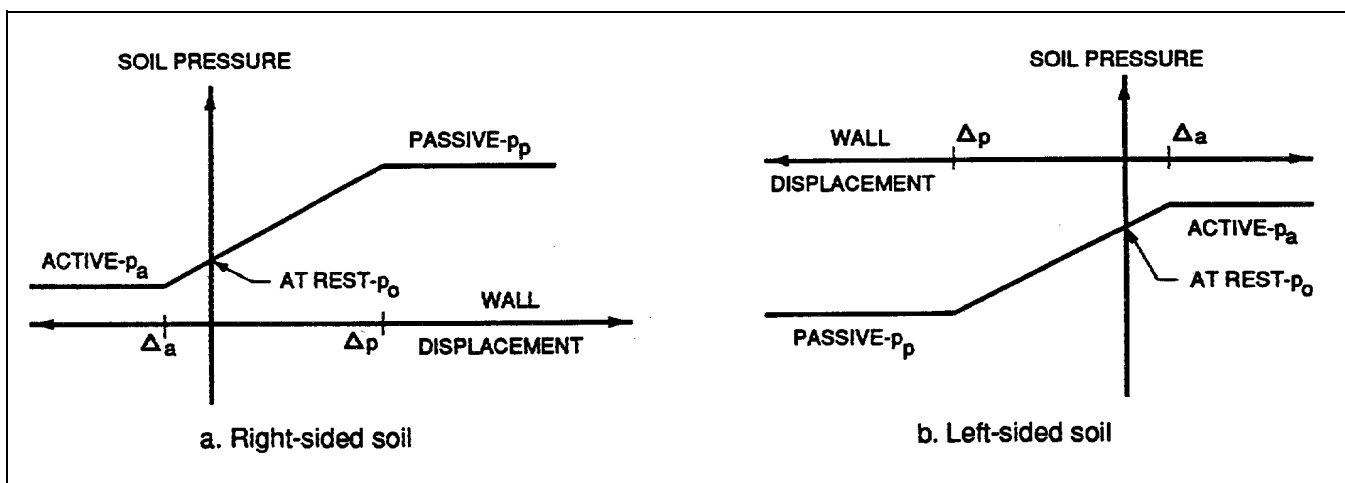 SOIL PRESSURE
PASSIVE-pp
ACTIVE-pa
AT REST-po
WALL
DISPLACEMENT
Δa
Δp
a. Right-sided soil
SOIL PRESSURE
WALL
DISPLACEMENT
Δp
Δa
ACTIVE-pa
AT REST-po
PASSIVE-pp
b. Left-sided soil